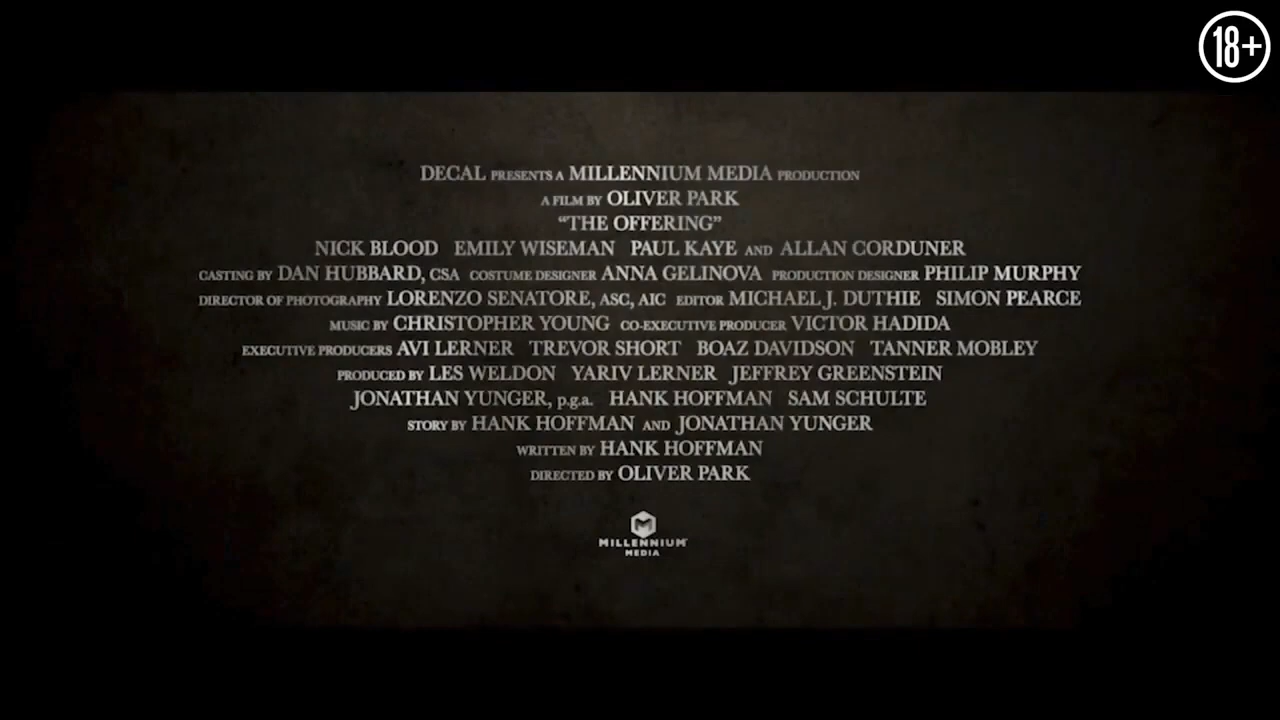 18+
DECAL PRESENTS A MILLENNIUM MEDIA PRODUCTION
A FILM BY OLIVER PARK
“THE OFFERING”
NICK BLOOD EMILY WISEMAN PAUL KAYE AND ALLAN CORDUNER
CASTING BY DAN HUBBARD, CSA COSTUME DESIGNER ANNA GELINOVA PRODUCTION DESIGNER PHILIP MURPHY
DIRECTOR OF PHOTOGRAPHY LORENZO SENATORE, ASC, AIC EDITOR MICHAEL J. DUTHIE SIMON PEARCE
MUSIC BY CHRISTOPHER YOUNG CO-EXECUTIVE PRODUCER VICTOR HADIDA
EXECUTIVE PRODUCERS AVI LERNER TREVOR SHORT BOAZ DAVIDSON TANNER MOBLEY
PRODUCED BY LES WELDON YARIV LERNER JEFFREY GREENSTEIN
JONATHAN YUNGER, p.g.a. HANK HOFFMAN SAM SCHULTE
STORY BY HANK HOFFMAN AND JONATHAN YUNGER
WRITTEN BY HANK HOFFMAN
DIRECTED BY OLIVER PARK
MILLENNIUM
MEDIA